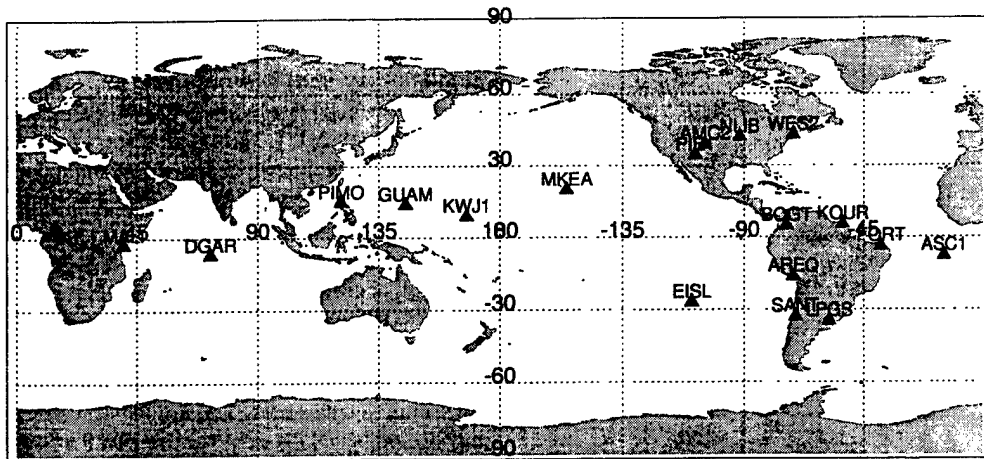 90
60
NLIB WES2
AMC2
PIE1
30
MKEA
PIMO GUAM KWJ1
BOGT KOUR
0 45 90 135 180 -135 -90 -45
DGAR FORT ASC1
AREQ
EISL
-30 SANT LPGS
-60
-90